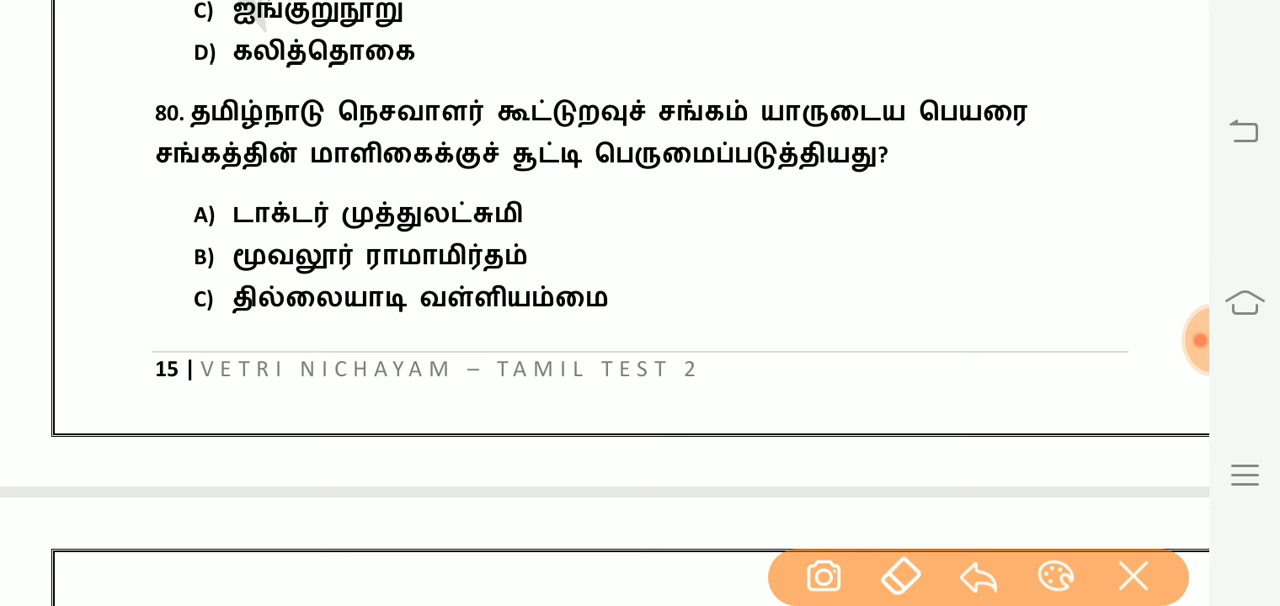 C) ஐங்குறுநூறு
D) கலித்தொகை
80. தமிழ்நாடு நெசவாளர் கூட்டுறவுச் சங்கம் யாருடைய பெயரை
சங்கத்தின் மாளிகைக்குச் சூட்டி பெருமைப்படுத்தியது?
A) டாக்டர் முத்துலட்சுமி
B) மூவலூர் ராமாமிர்தம்
C) தில்லையாடி வள்ளியம்மை
15 | VETRI NICHAYAM – TAMIL TEST 2